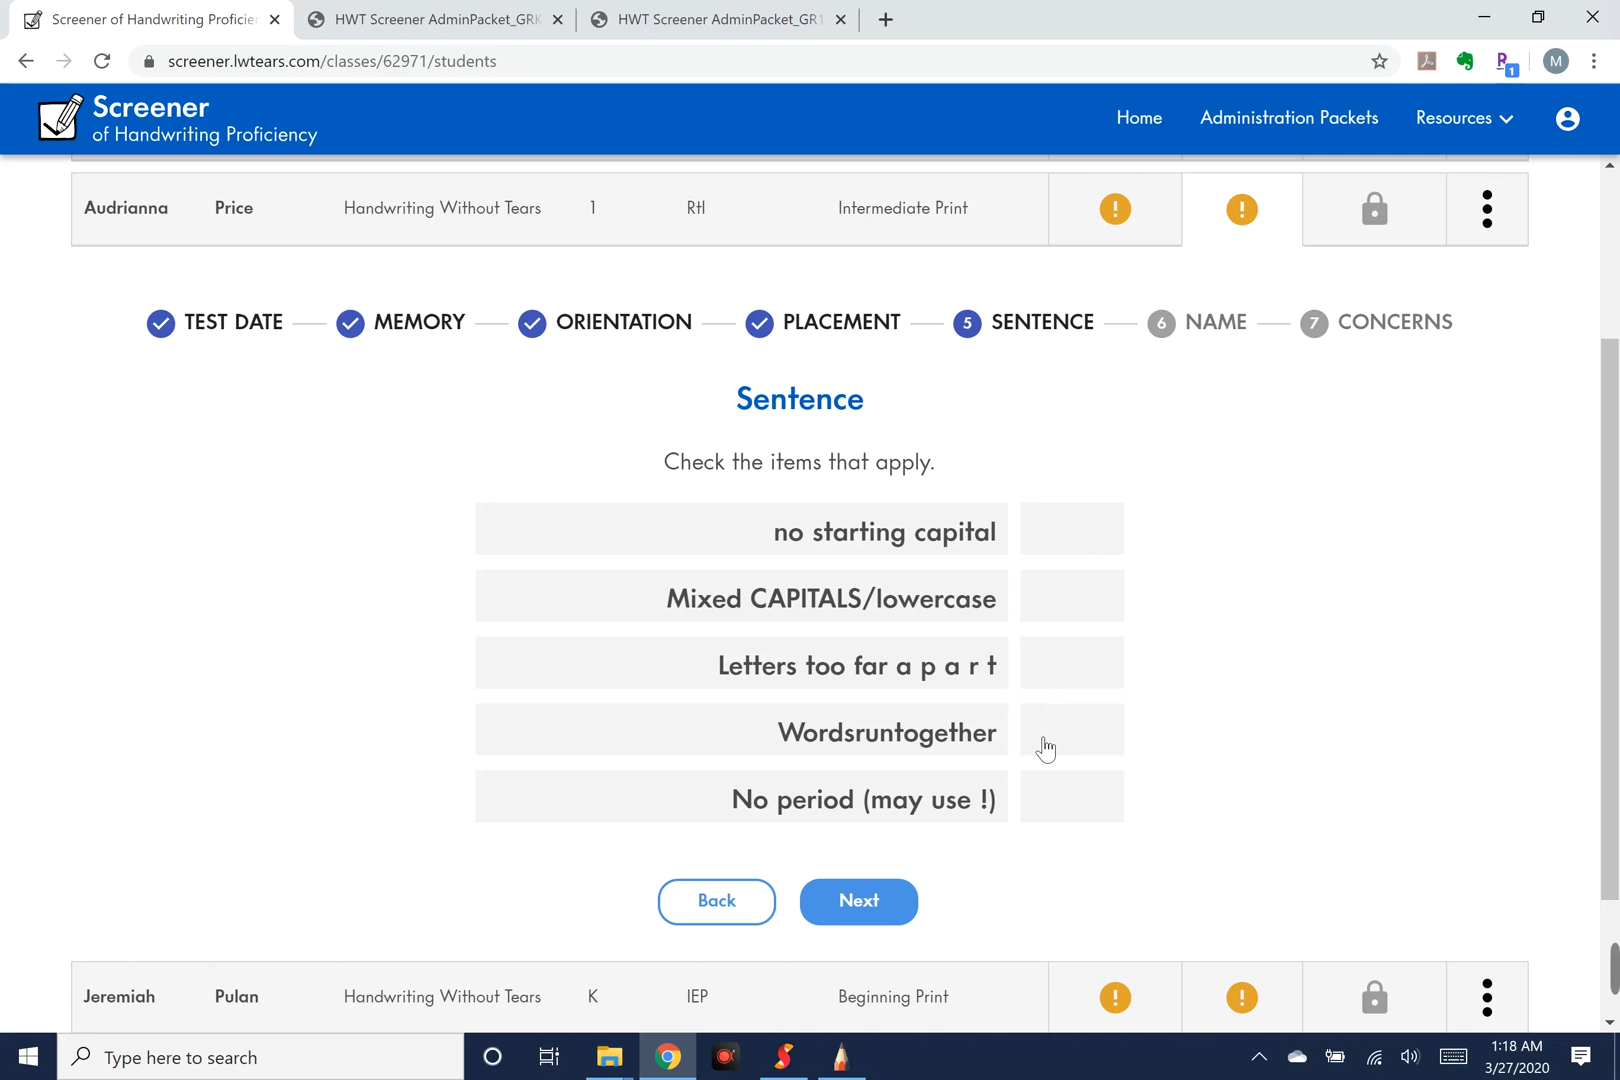 Screener of Handwriting Proficie
HWT Screener AdminPacket_GRK
HWT Screener AdminPacket_GR1
screener.lwtears.com/classes/62971/students
1
M
Screener
of Handwriting Proficiency
Home
Administration Packets
Resources
Audrianna Price Handwriting Without Tears 1 RtI Intermediate Print ! !
TEST DATE MEMORY ORIENTATION PLACEMENT 5 SENTENCE 6 NAME 7 CONCERNS
Sentence
Check the items that apply.
no starting capital
Mixed CAPITALS/lowercase
Letters too far a p a r t
Wordsruntogether
No period (may use !)
Back Next
Jeremiah Pulan Handwriting Without Tears K IEP Beginning Print ! !
Type here to search
1:18 AM
3/27/2020